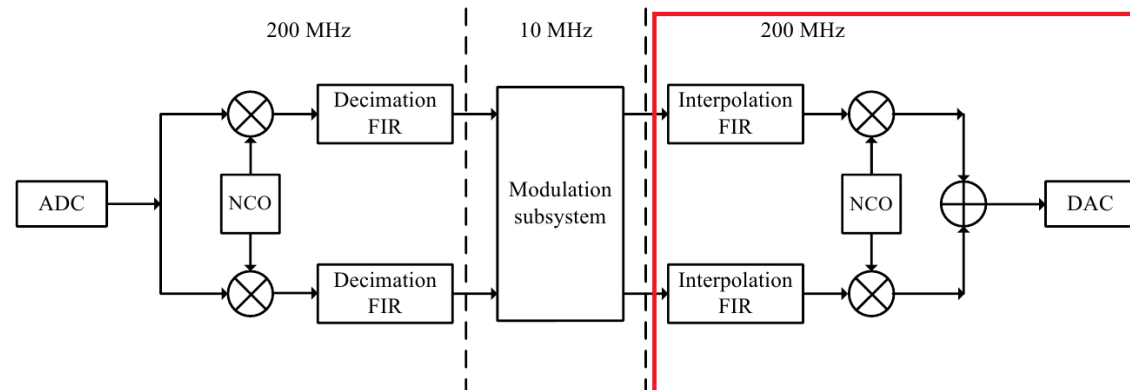 200 MHz
10 MHz
200 MHz
Decimation
FIR
Interpolation
FIR
ADC
NCO
Modulation
subsystem
NCO
DAC
Decimation
FIR
Interpolation
FIR